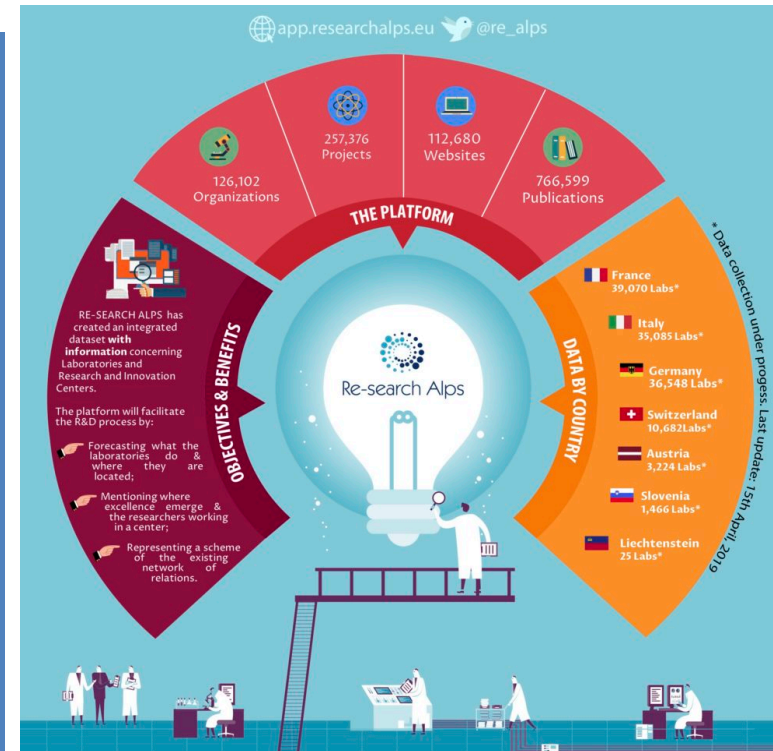 app.researchalps.eu @re_alps
126,102
Organizations
257,376
Projects
112,680
Websites
766,599
Publications
THE PLATFORM
RE-SEARCH ALPS has
created an integrated
dataset with
information concerning
Laboratories and
Research and Innovation
Centers.
The platform will facilitate
the R&D process by:
Forecasting what the
laboratories do &
where they are
located;
Mentioning where
excellence emerge &
the researchers working
in a center;
Representing a scheme
of the existing
network of
relations.
OBJECTIVES & BENEFITS
Re-search Alps
DATA BY COUNTRY
France
39,070 Labs*
Italy
35,085 Labs*
Germany
36,548 Labs*
Switzerland
10,682Labs*
Austria
3,224 Labs*
Slovenia
1,466 Labs*
Liechtenstein
25 Labs*
* Data collection under progess. Last update: 15th April, 2019